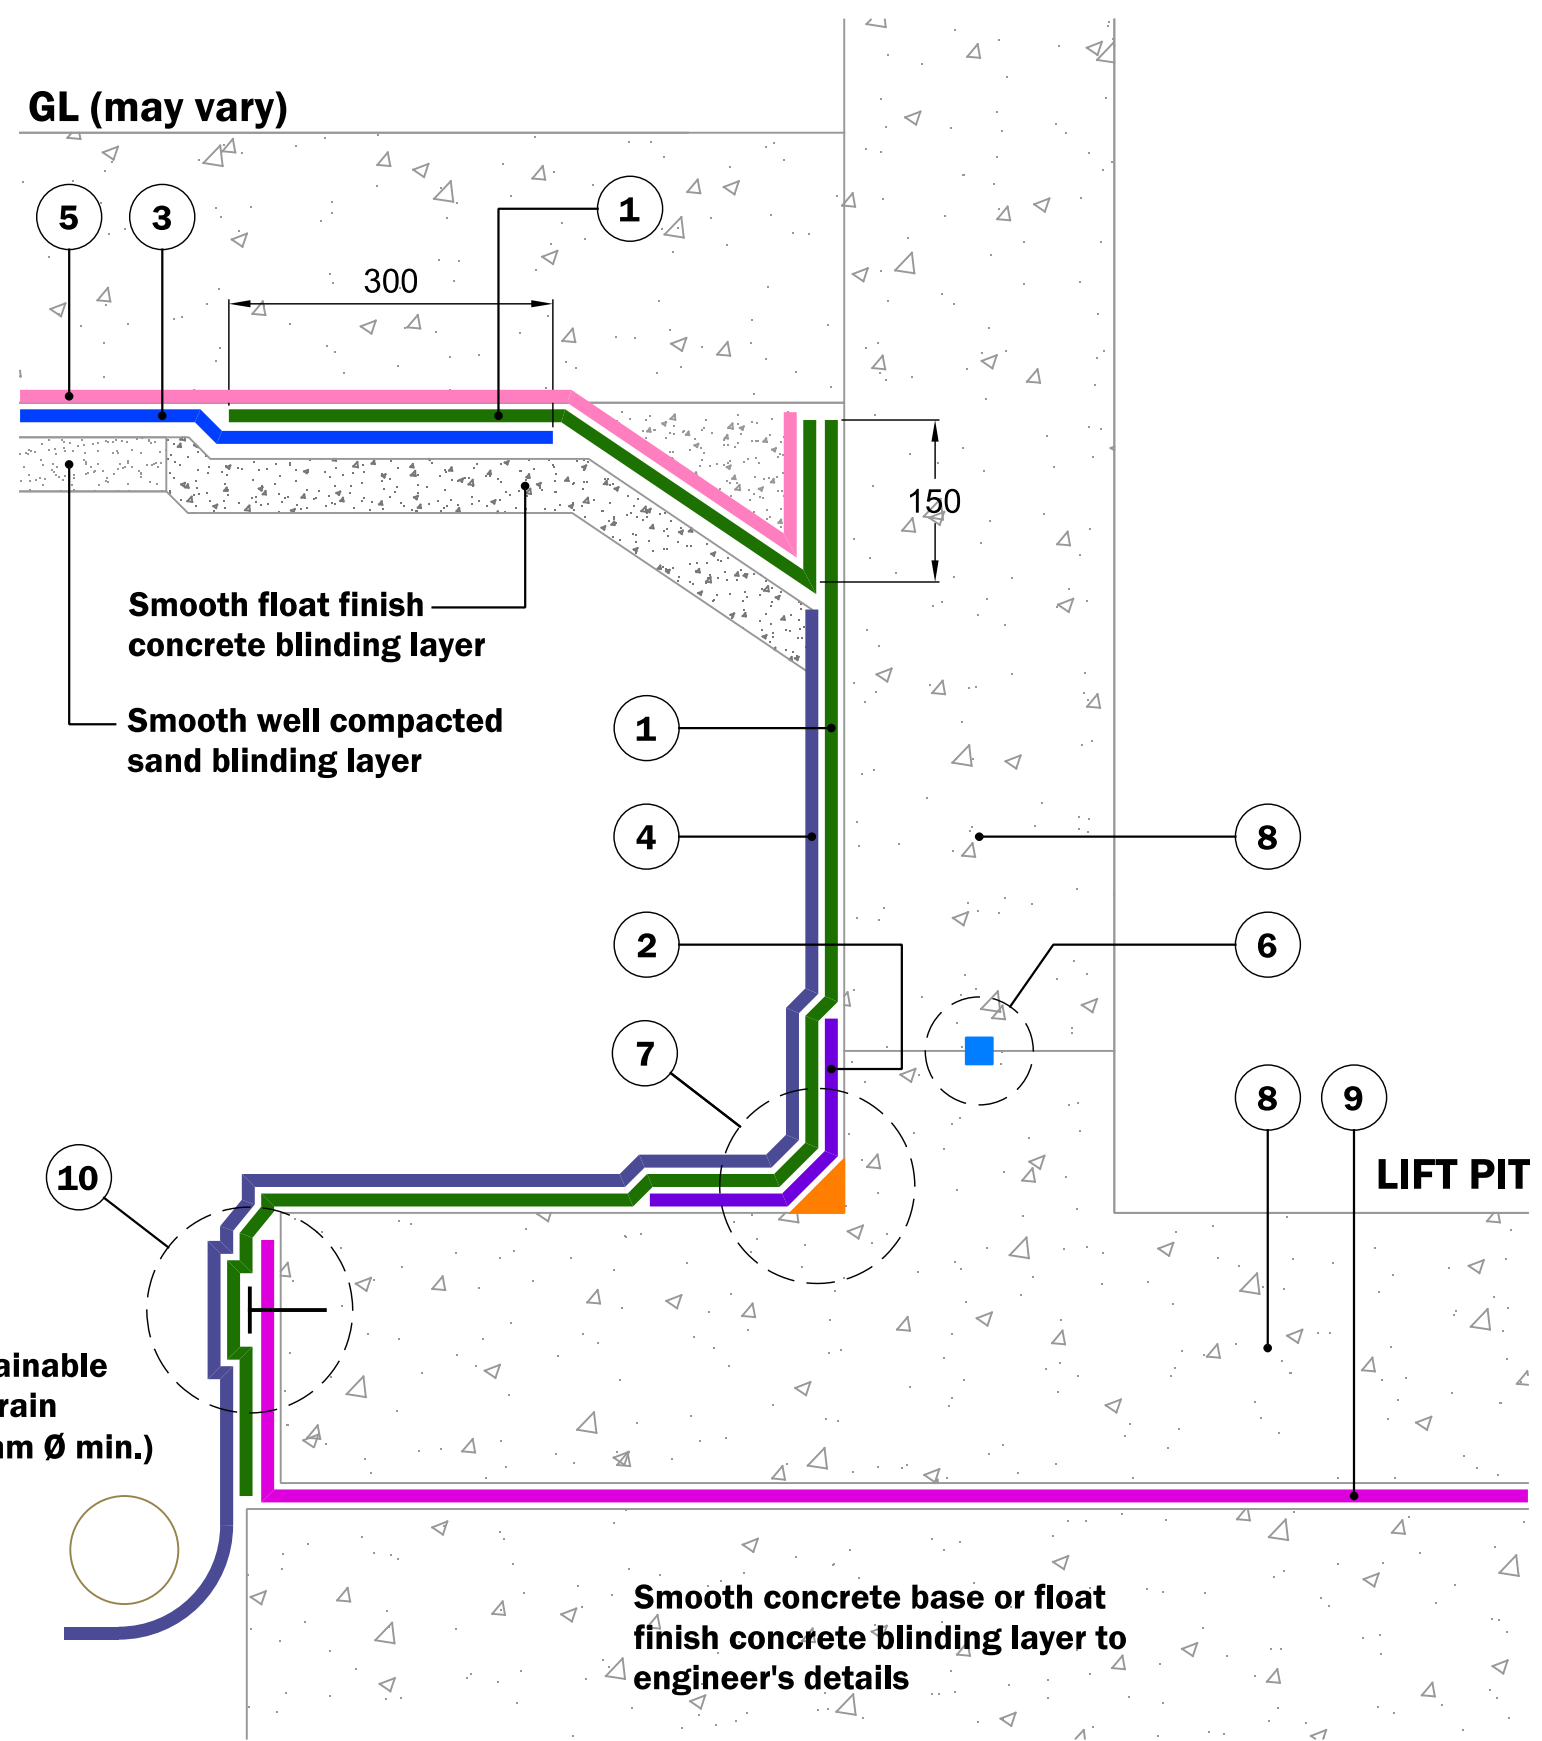 GL (may vary)
5
3
1
300
150
Smooth float finish
concrete blinding layer
Smooth well compacted
sand blinding layer
1
4
8
2
6
7
8
9
10
LIFT PIT
ainable
rain
m Ø min.)
Smooth concrete base or float
finish concrete blinding layer to
engineer's details